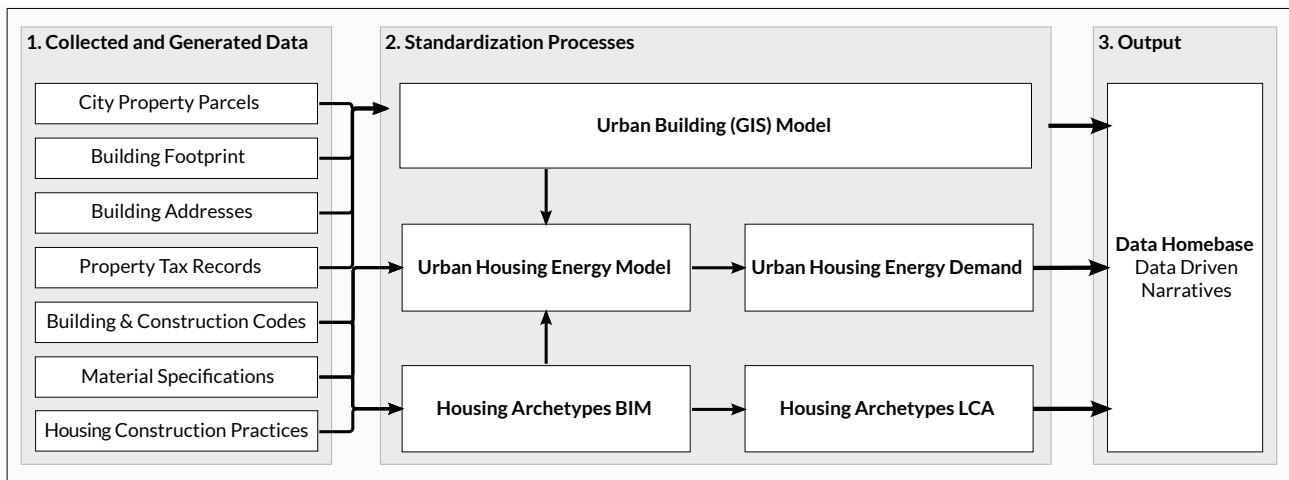 1. Collected and Generated Data
City Property Parcels
Building Footprint
Building Addresses
Property Tax Records
Building & Construction Codes
Material Specifications
Housing Construction Practices
2. Standardization Processes
Urban Building (GIS) Model
Urban Housing Energy Model
Urban Housing Energy Demand
Housing Archetypes BIM
Housing Archetypes LCA
3. Output
Data Homebase
Data Driven
Narratives